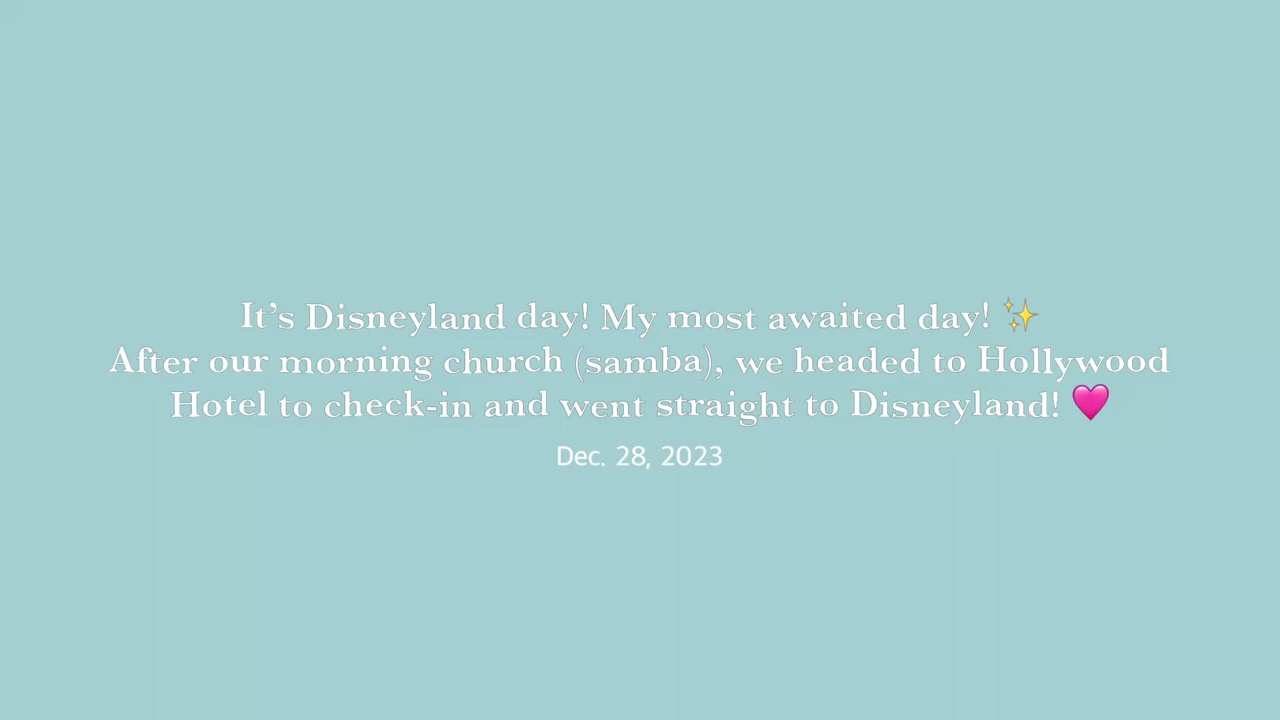 It’s Disneyland day! My most awaited day! ✨
After our morning church (samba), we headed to Hollywood
Hotel to check-in and went straight to Disneyland! 🩷
Dec. 28, 2023